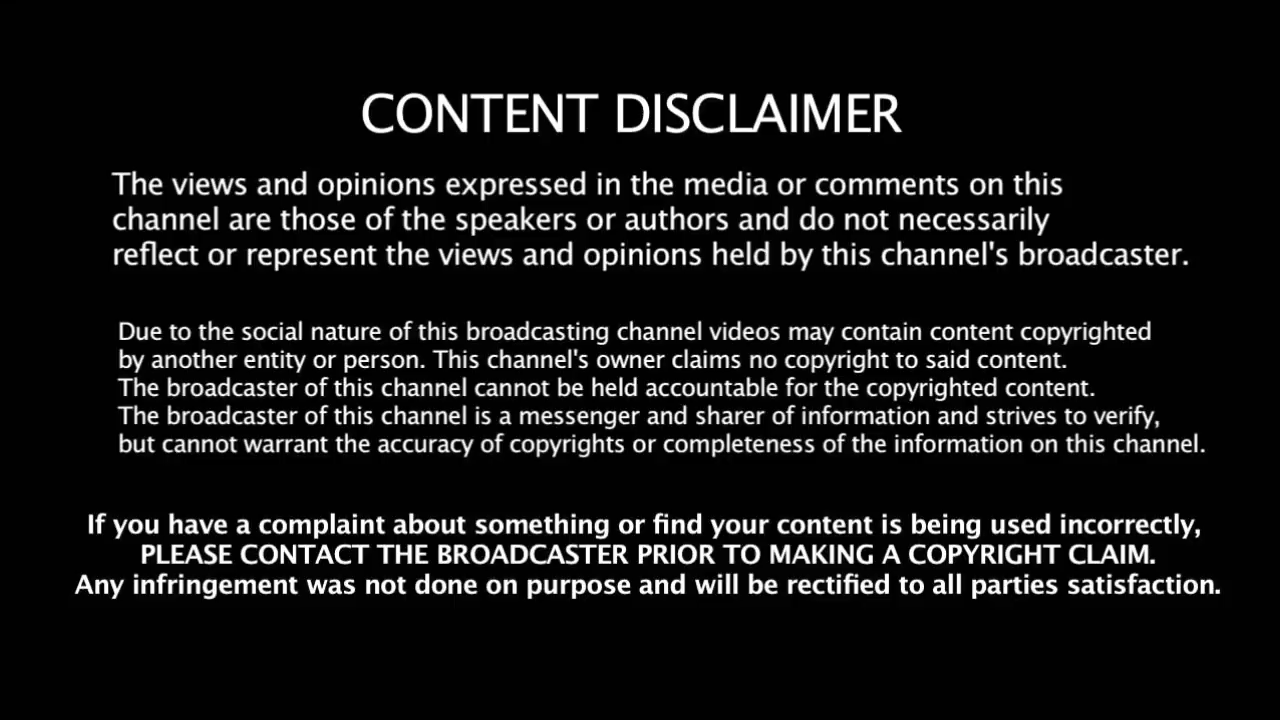 CONTENT DISCLAIMER
The views and opinions expressed in the media or comments on this
channel are those of the speakers or authors and do not necessarily
reflect or represent the views and opinions held by this channel's broadcaster.
Due to the social nature of this broadcasting channel videos may contain content copyrighted
by another entity or person. This channel's owner claims no copyright to said content.
The broadcaster of this channel cannot be held accountable for the copyrighted content.
The broadcaster of this channel is a messenger and sharer of information and strives to verify,
but cannot warrant the accuracy of copyrights or completeness of the information on this channel.
If you have a complaint about something or find your content is being used incorrectly,
PLEASE CONTACT THE BROADCASTER PRIOR TO MAKING A COPYRIGHT CLAIM.
Any infringement was not done on purpose and will be rectified to all parties satisfaction.